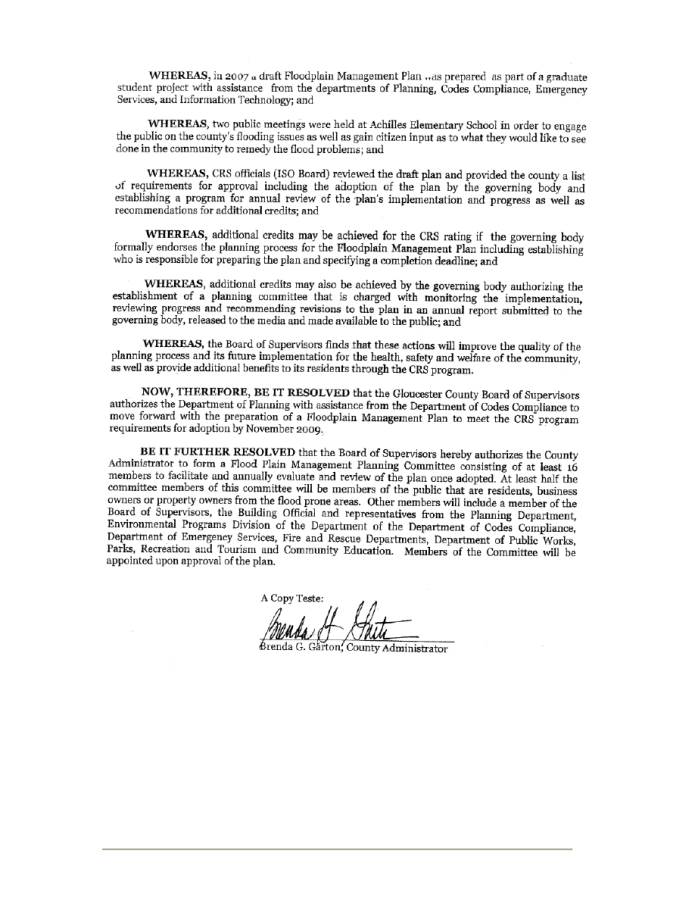 WHEREAS, in 2007 a draft Floodplain Management Plan was prepared as part of a graduate
student project with assistance from the departments of Planning, Codes Compliance, Emergency
Services, and Information Technology; and
WHEREAS, two public meetings were held at Achilles Elementary School in order to engage
the public on the county's flooding issues as well as gain citizen input as to what they would like to see
done in the community to remedy the flood problems; and
WHEREAS, CRS officials (ISO Board) reviewed the draft plan and provided the county a list
of requirements for approval including the adoption of the plan by the governing body and
establishing a program for annual review of the plan's implementation and progress as well as
recommendations for additional credits; and
WHEREAS, additional credits may be achieved for the CRS rating if the governing body
formally endorses the planning process for the Floodplain Management Plan including establishing
who is responsible for preparing the plan and specifying a completion deadline; and
WHEREAS, additional credits may also be achieved by the governing body authorizing the
establishment of a planning committee that is charged with monitoring the implementation,
reviewing progress and recommending revisions to the plan in an annual report submitted to the
governing body, released to the media and made available to the public; and
WHEREAS, the Board of Supervisors finds that these actions will improve the quality of the
planning process and its future implementation for the health, safety and welfare of the community,
as well as provide additional benefits to its residents through the CRS program.
NOW, THEREFORE, BE IT RESOLVED that the Gloucester County Board of Supervisors
authorizes the Department of Planning with assistance from the Department of Codes Compliance to
move forward with the preparation of a Floodplain Management Plan to meet the CRS program
requirements for adoption by November 2009.
BE IT FURTHER RESOLVED that the Board of Supervisors hereby authorizes the County
Administrator to form a Flood Plain Management Planning Committee consisting of at least 16
members to facilitate and annually evaluate and review of the plan once adopted. At least half the
committee members of this committee will be members of the public that are residents, business
owners or property owners from the flood prone areas. Other members will include a member of the
Board of Supervisors, the Building Official and representatives from the Planning Department,
Environmental Programs Division of the Department of the Department of Codes Compliance,
Department of Emergency Services, Fire and Rescue Departments, Department of Public Works,
Parks, Recreation and Tourism and Community Education. Members of the Committee will be
appointed upon approval of the plan.
A Copy Teste:
Brenda G. Garton, County Administrator